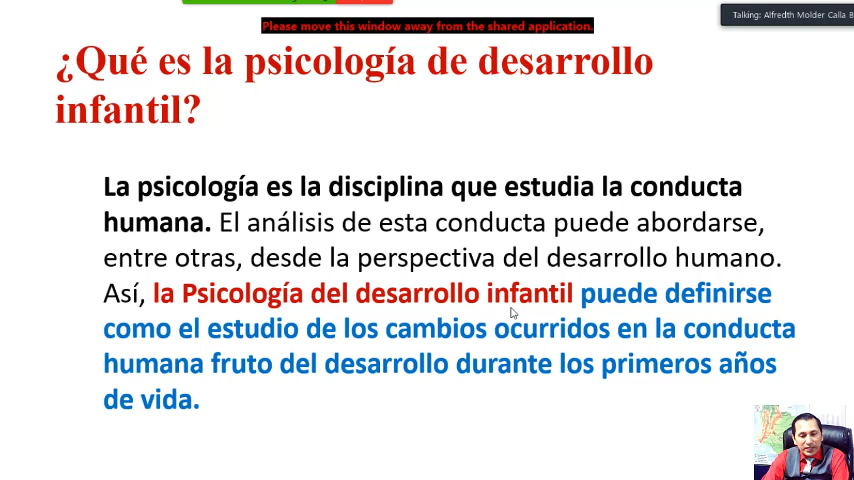 Please move this window away from the shared application.
Talking: Alfredth Molder Calla B
¿Qué es la psicología de desarrollo
infantil?
La psicología es la disciplina que estudia la conducta
humana. El análisis de esta conducta puede abordarse,
entre otras, desde la perspectiva del desarrollo humano.
Así, la Psicología del desarrollo infantil puede definirse
como el estudio de los cambios ocurridos en la conducta
humana fruto del desarrollo durante los primeros años
de vida.